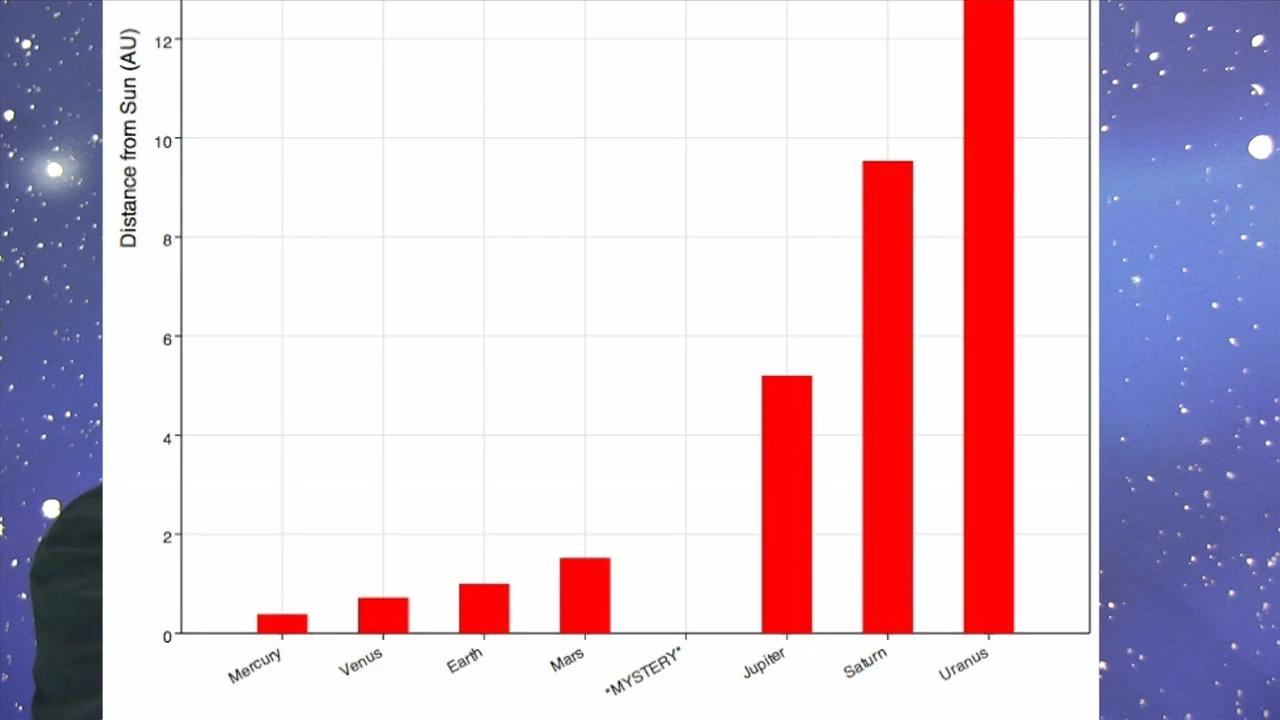 Distance from Sun (AU)
12
10
8
6
4
2
0
Mercury
Venus
Earth
Mars
*MYSTERY*
Jupiter
Saturn
Uranus